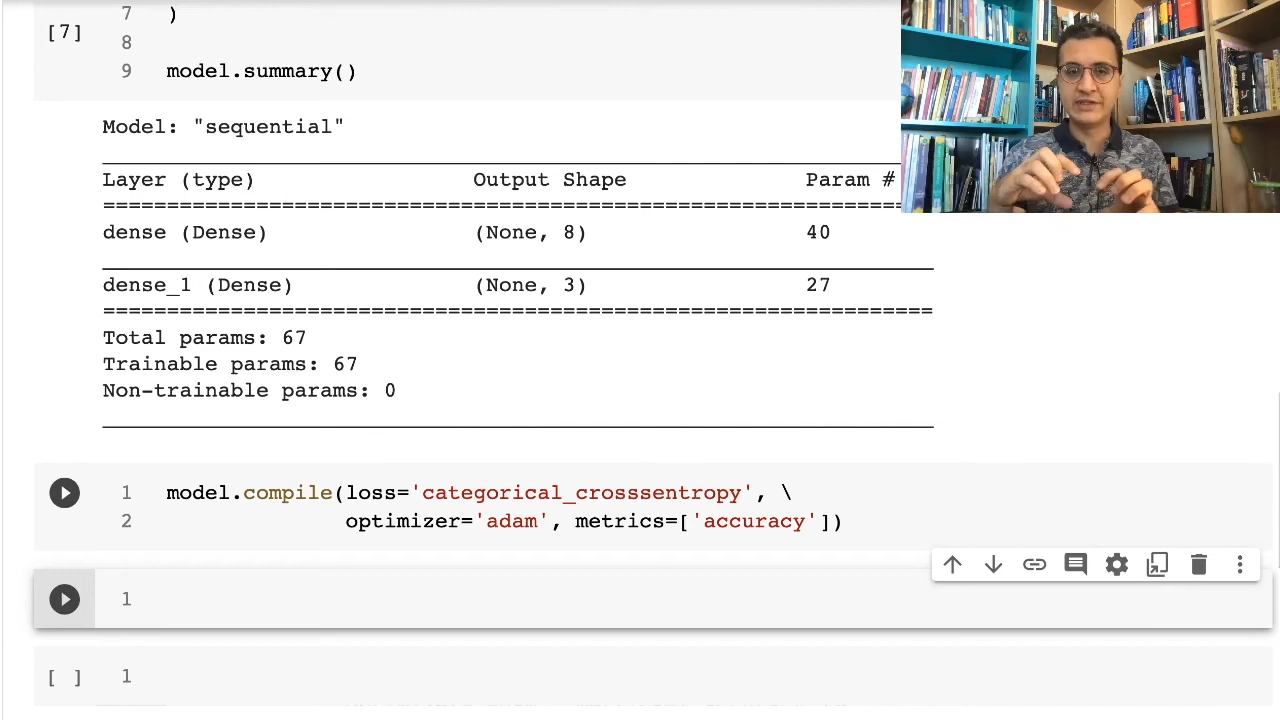 7 )
[7]
8
9 model.summary()
Model: "sequential"
Layer (type) Output Shape Param #
=================================================================
dense (Dense) (None, 8) 40
dense_1 (Dense) (None, 3) 27
=================================================================
Total params: 67
Trainable params: 67
Non-trainable params: 0
1 model.compile(loss='categorical_crosssentropy', \
2 optimizer='adam', metrics=['accuracy'])
1
[ ] 1